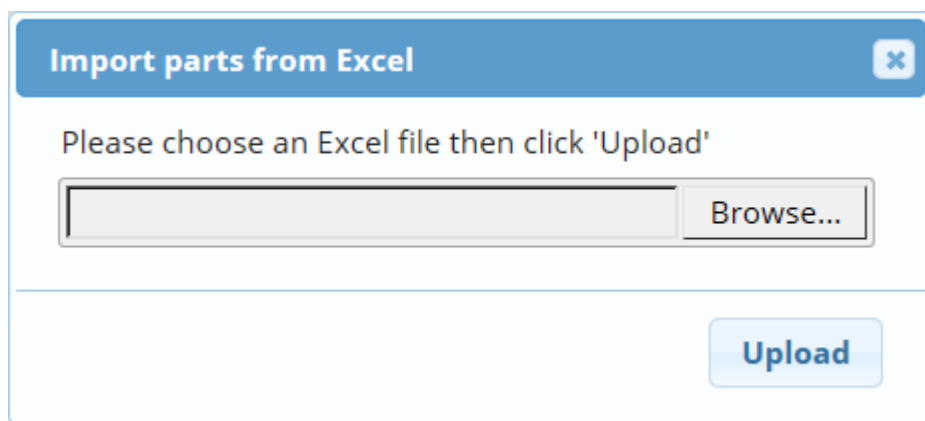 Import parts from Excel
Please choose an Excel file then click 'Upload'
Browse...
Upload